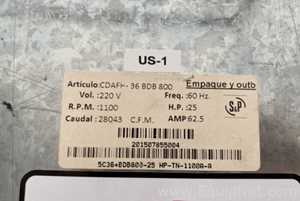 US-1
Articulo: CDAFH- 36 BDB 800 Empaque y outb
Vol.: 220 V Freq.: 60 Hz.
R.P.M.: 1100 H.P.: 25
Caudal : 28043 C.F.M. AMP 62.5
S&P
201507855004
5C36+BDB800-25 HP-TN-1100R-A